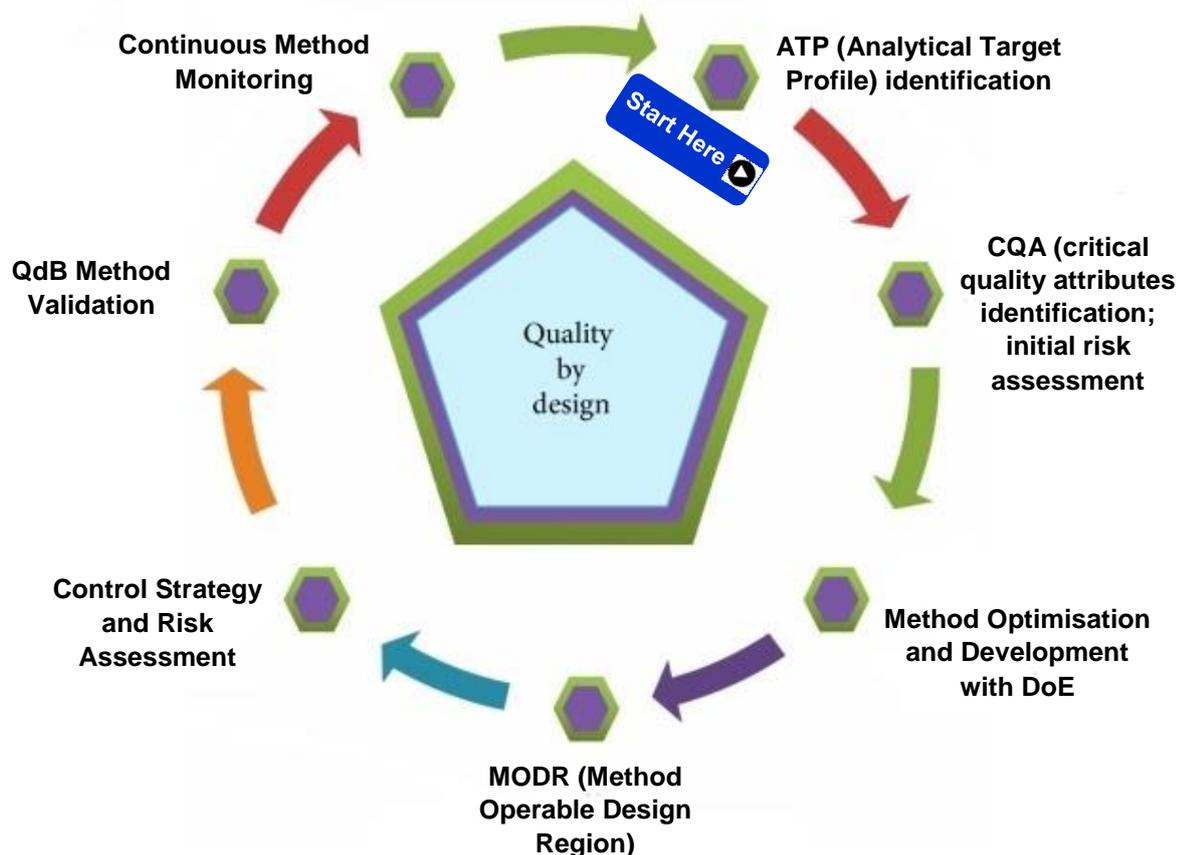 Continuous Method
Monitoring
ATP (Analytical Target
Profile) identification
Start Here
CQA (critical
quality attributes
identification;
initial risk
assessment
QdB Method
Validation
Quality
by
design
Control Strategy
and Risk
Assessment
Method Optimisation
and Development
with DoE
MODR (Method
Operable Design
Region)